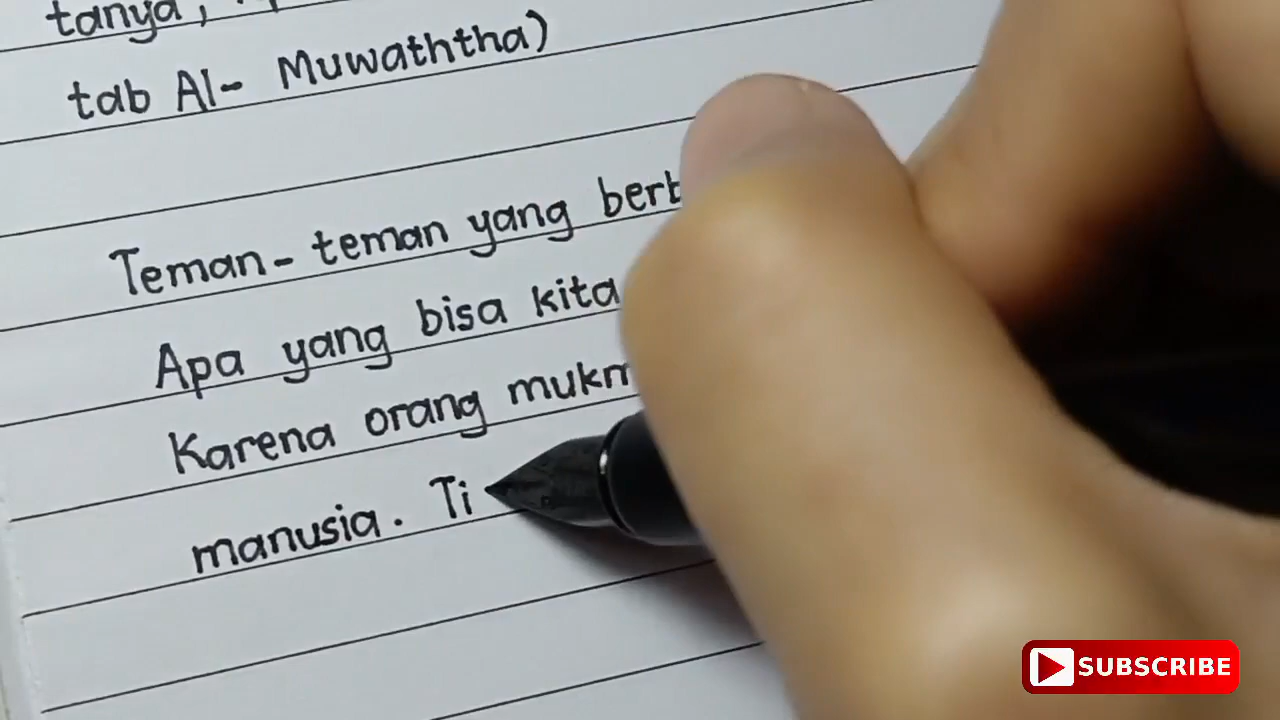 tanya,
tab Al- Muwaththa)
Teman-teman yang
Apa yang bisa kita
Karena orang
manusia. Ti
SUBSCRIBE